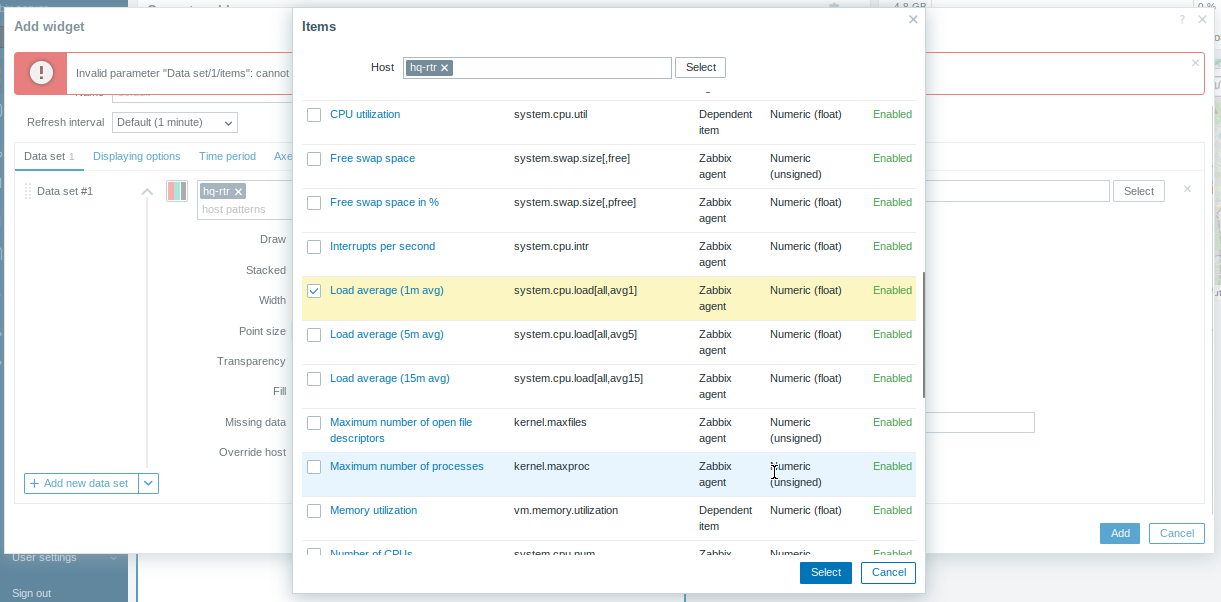 Add widget
?
Invalid parameter "Data set/1/items": cannot
Refresh interval Default (1 minute)
Data set 1 Displaying options Time period Axe
Data set #1
hq-rtr
host patterns
Select
Draw
Stacked
Width
Point size
Transparency
Fill
Missing data
Override host
+ Add new data set
Add Cancel
User settings
Sign out
Items
Host hq-rtr Select
CPU utilization system.cpu.util Dependent item Numeric (float) Enabled
Free swap space system.swap.size[,free] Zabbix agent Numeric (unsigned) Enabled
Free swap space in % system.swap.size[,pfree] Zabbix agent Numeric (float) Enabled
Interrupts per second system.cpu.intr Zabbix agent Numeric (float) Enabled
Load average (1m avg) system.cpu.load[all,avg1] Zabbix agent Numeric (float) Enabled
Load average (5m avg) system.cpu.load[all,avg5] Zabbix agent Numeric (float) Enabled
Load average (15m avg) system.cpu.load[all,avg15] Zabbix agent Numeric (float) Enabled
Maximum number of open file descriptors kernel.maxfiles Zabbix agent Numeric (unsigned) Enabled
Maximum number of processes kernel.maxproc Zabbix agent Numeric (unsigned) Enabled
Memory utilization vm.memory.utilization Dependent item Numeric (float) Enabled
Number of CPUs system.cpu.num Zabbix Numeric Enabled
Select Cancel